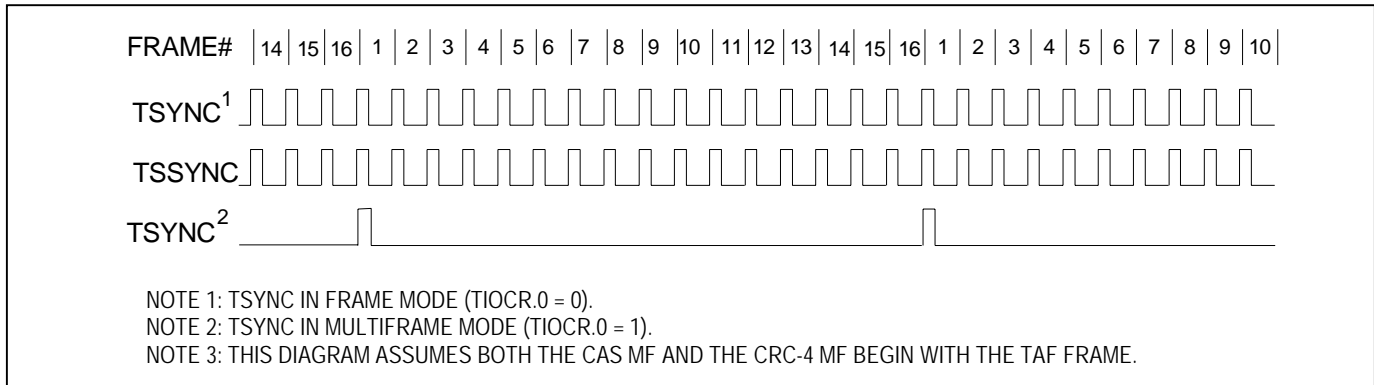 FRAME# 14 15 16 1 2 3 4 5 6 7 8 9 10 11 12 13 14 15 16 1 2 3 4 5 6 7 8 9 10
TSYNC1
TSSYNC
TSYNC2
NOTE 1: TSYNC IN FRAME MODE (TIOCR.0 = 0).
NOTE 2: TSYNC IN MULTIFRAME MODE (TIOCR.0 = 1).
NOTE 3: THIS DIAGRAM ASSUMES BOTH THE CAS MF AND THE CRC-4 MF BEGIN WITH THE TAF FRAME.